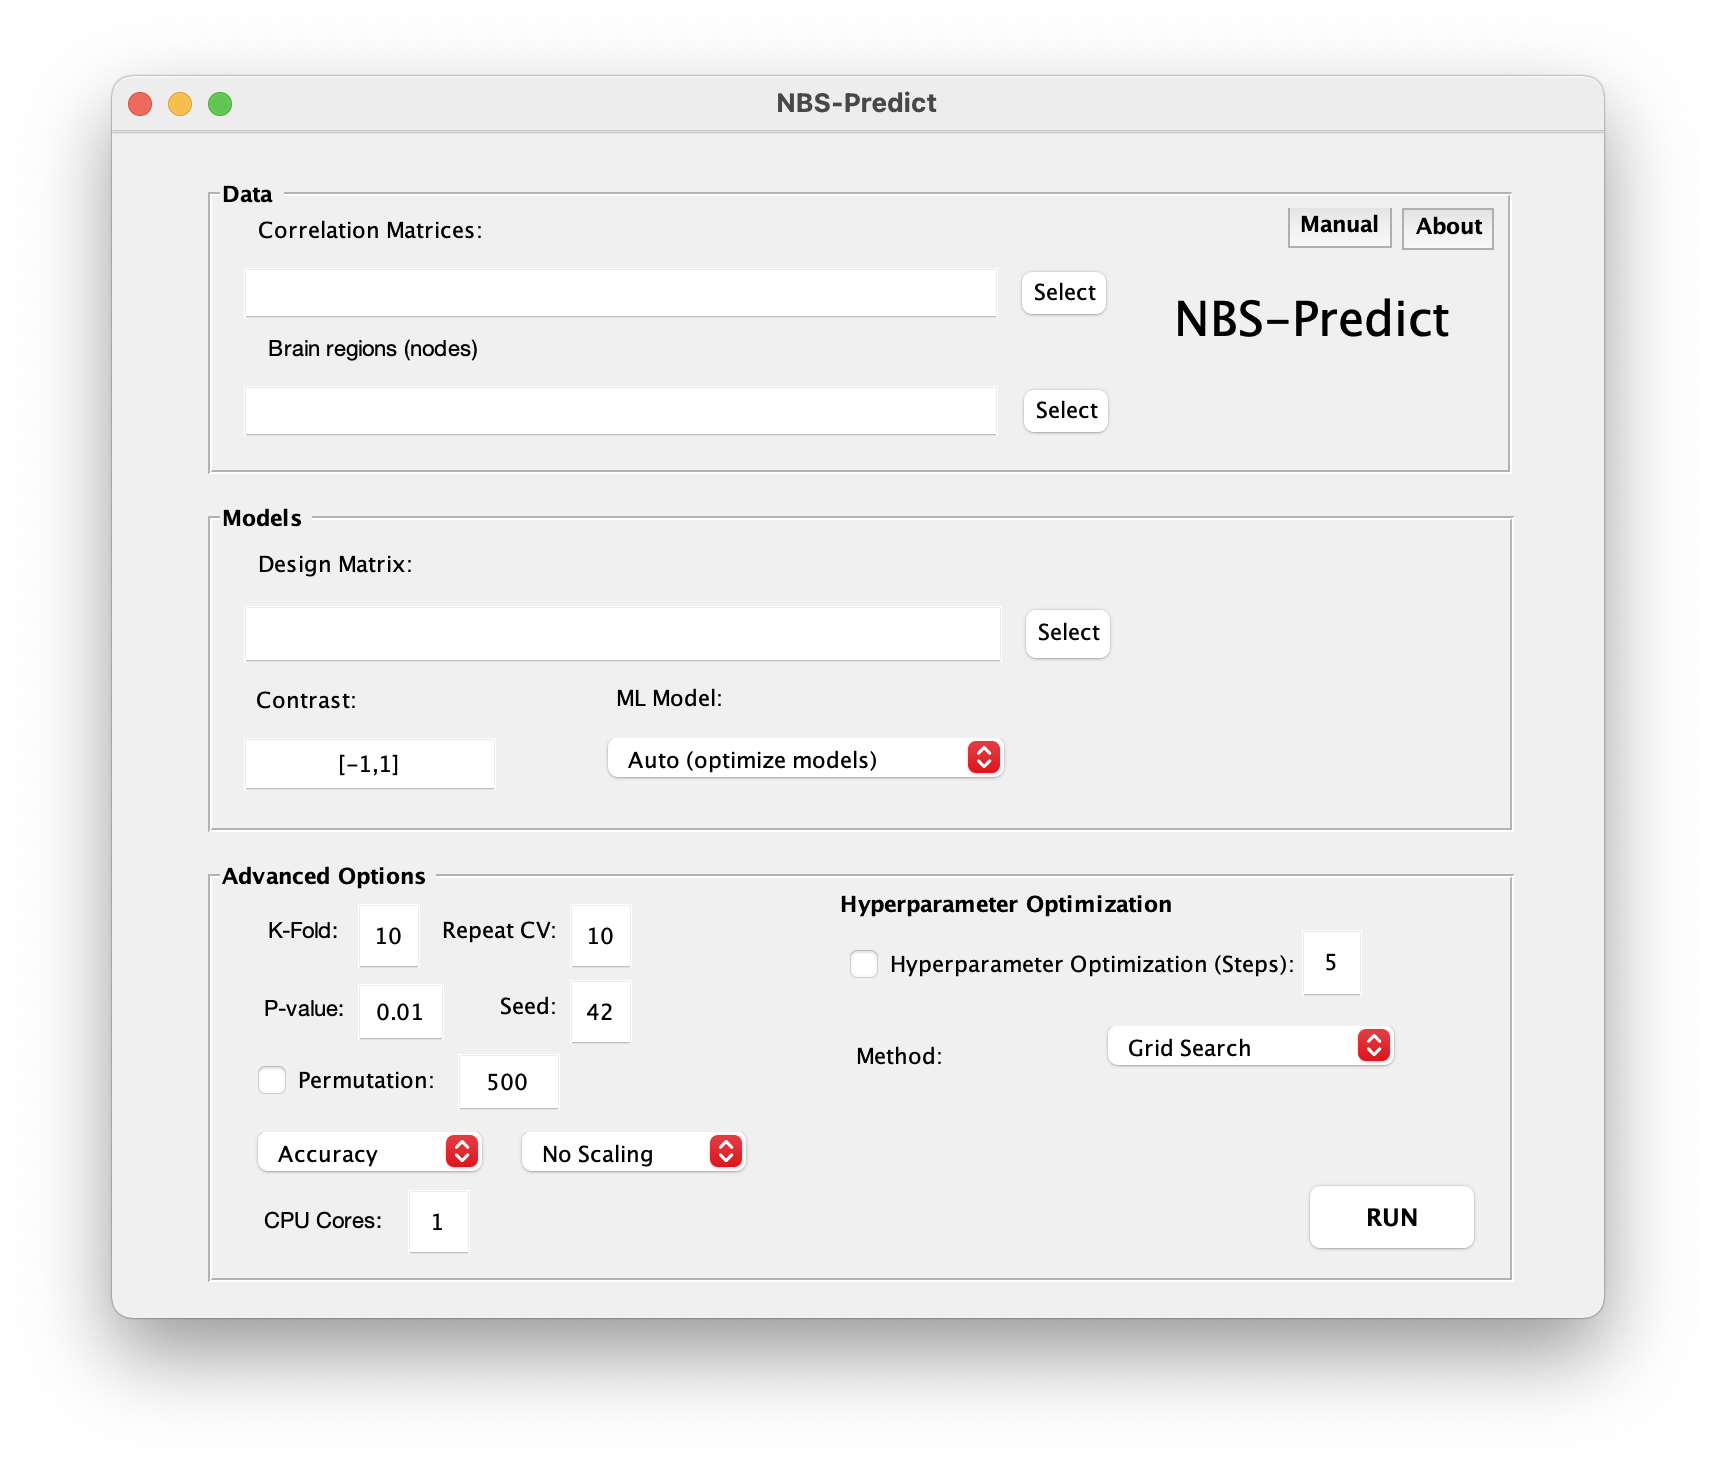 NBS-Predict
Data
Manual
About
Correlation Matrices:
Select
NBS-Predict
Brain regions (nodes)
Select
Models
Design Matrix:
Select
Contrast:
ML Model:
[-1,1]
Auto (optimize models)
Advanced Options
K-Fold: 10 Repeat CV: 10
P-value: 0.01 Seed: 42
Permutation: 500
Accuracy No Scaling
CPU Cores: 1
Hyperparameter Optimization
Hyperparameter Optimization (Steps): 5
Method: Grid Search
RUN